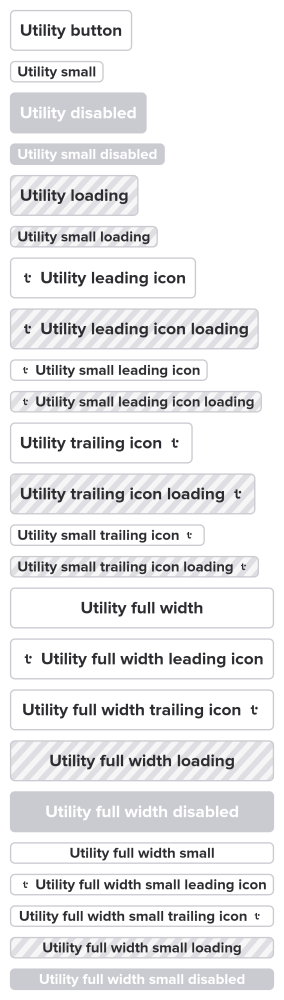 Utility button
Utility small
Utility disabled
Utility small disabled
Utility loading
Utility small loading
Utility leading icon
Utility leading icon loading
Utility small leading icon
Utility small leading icon loading
Utility trailing icon
Utility trailing icon loading
Utility small trailing icon
Utility small trailing icon loading
Utility full width
Utility full width leading icon
Utility full width trailing icon
Utility full width loading
Utility full width disabled
Utility full width small
Utility full width small leading icon
Utility full width small trailing icon
Utility full width small loading
Utility full width small disabled